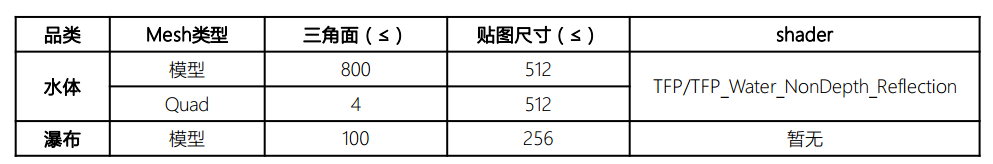 品类 Mesh类型 三角面（≤） 贴图尺寸（≤） shader
水体 模型 800 512 TFP/TFP_Water_NonDepth_Reflection
Quad 4 512
瀑布 模型 100 256 暂无